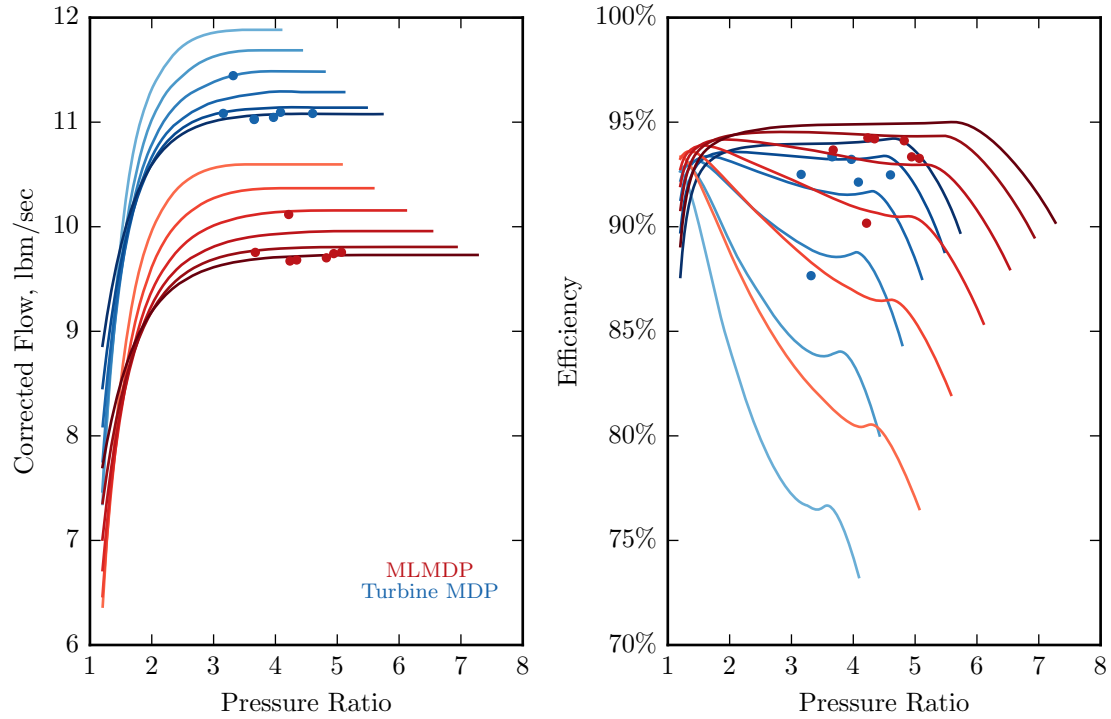 12
11
10
9
8
7
6
Corrected Flow, lbm/sec
MLMDP
Turbine MDP
1 2 3 4 5 6 7 8
Pressure Ratio
100%
95%
90%
85%
80%
75%
70%
Efficiency
1 2 3 4 5 6 7 8
Pressure Ratio